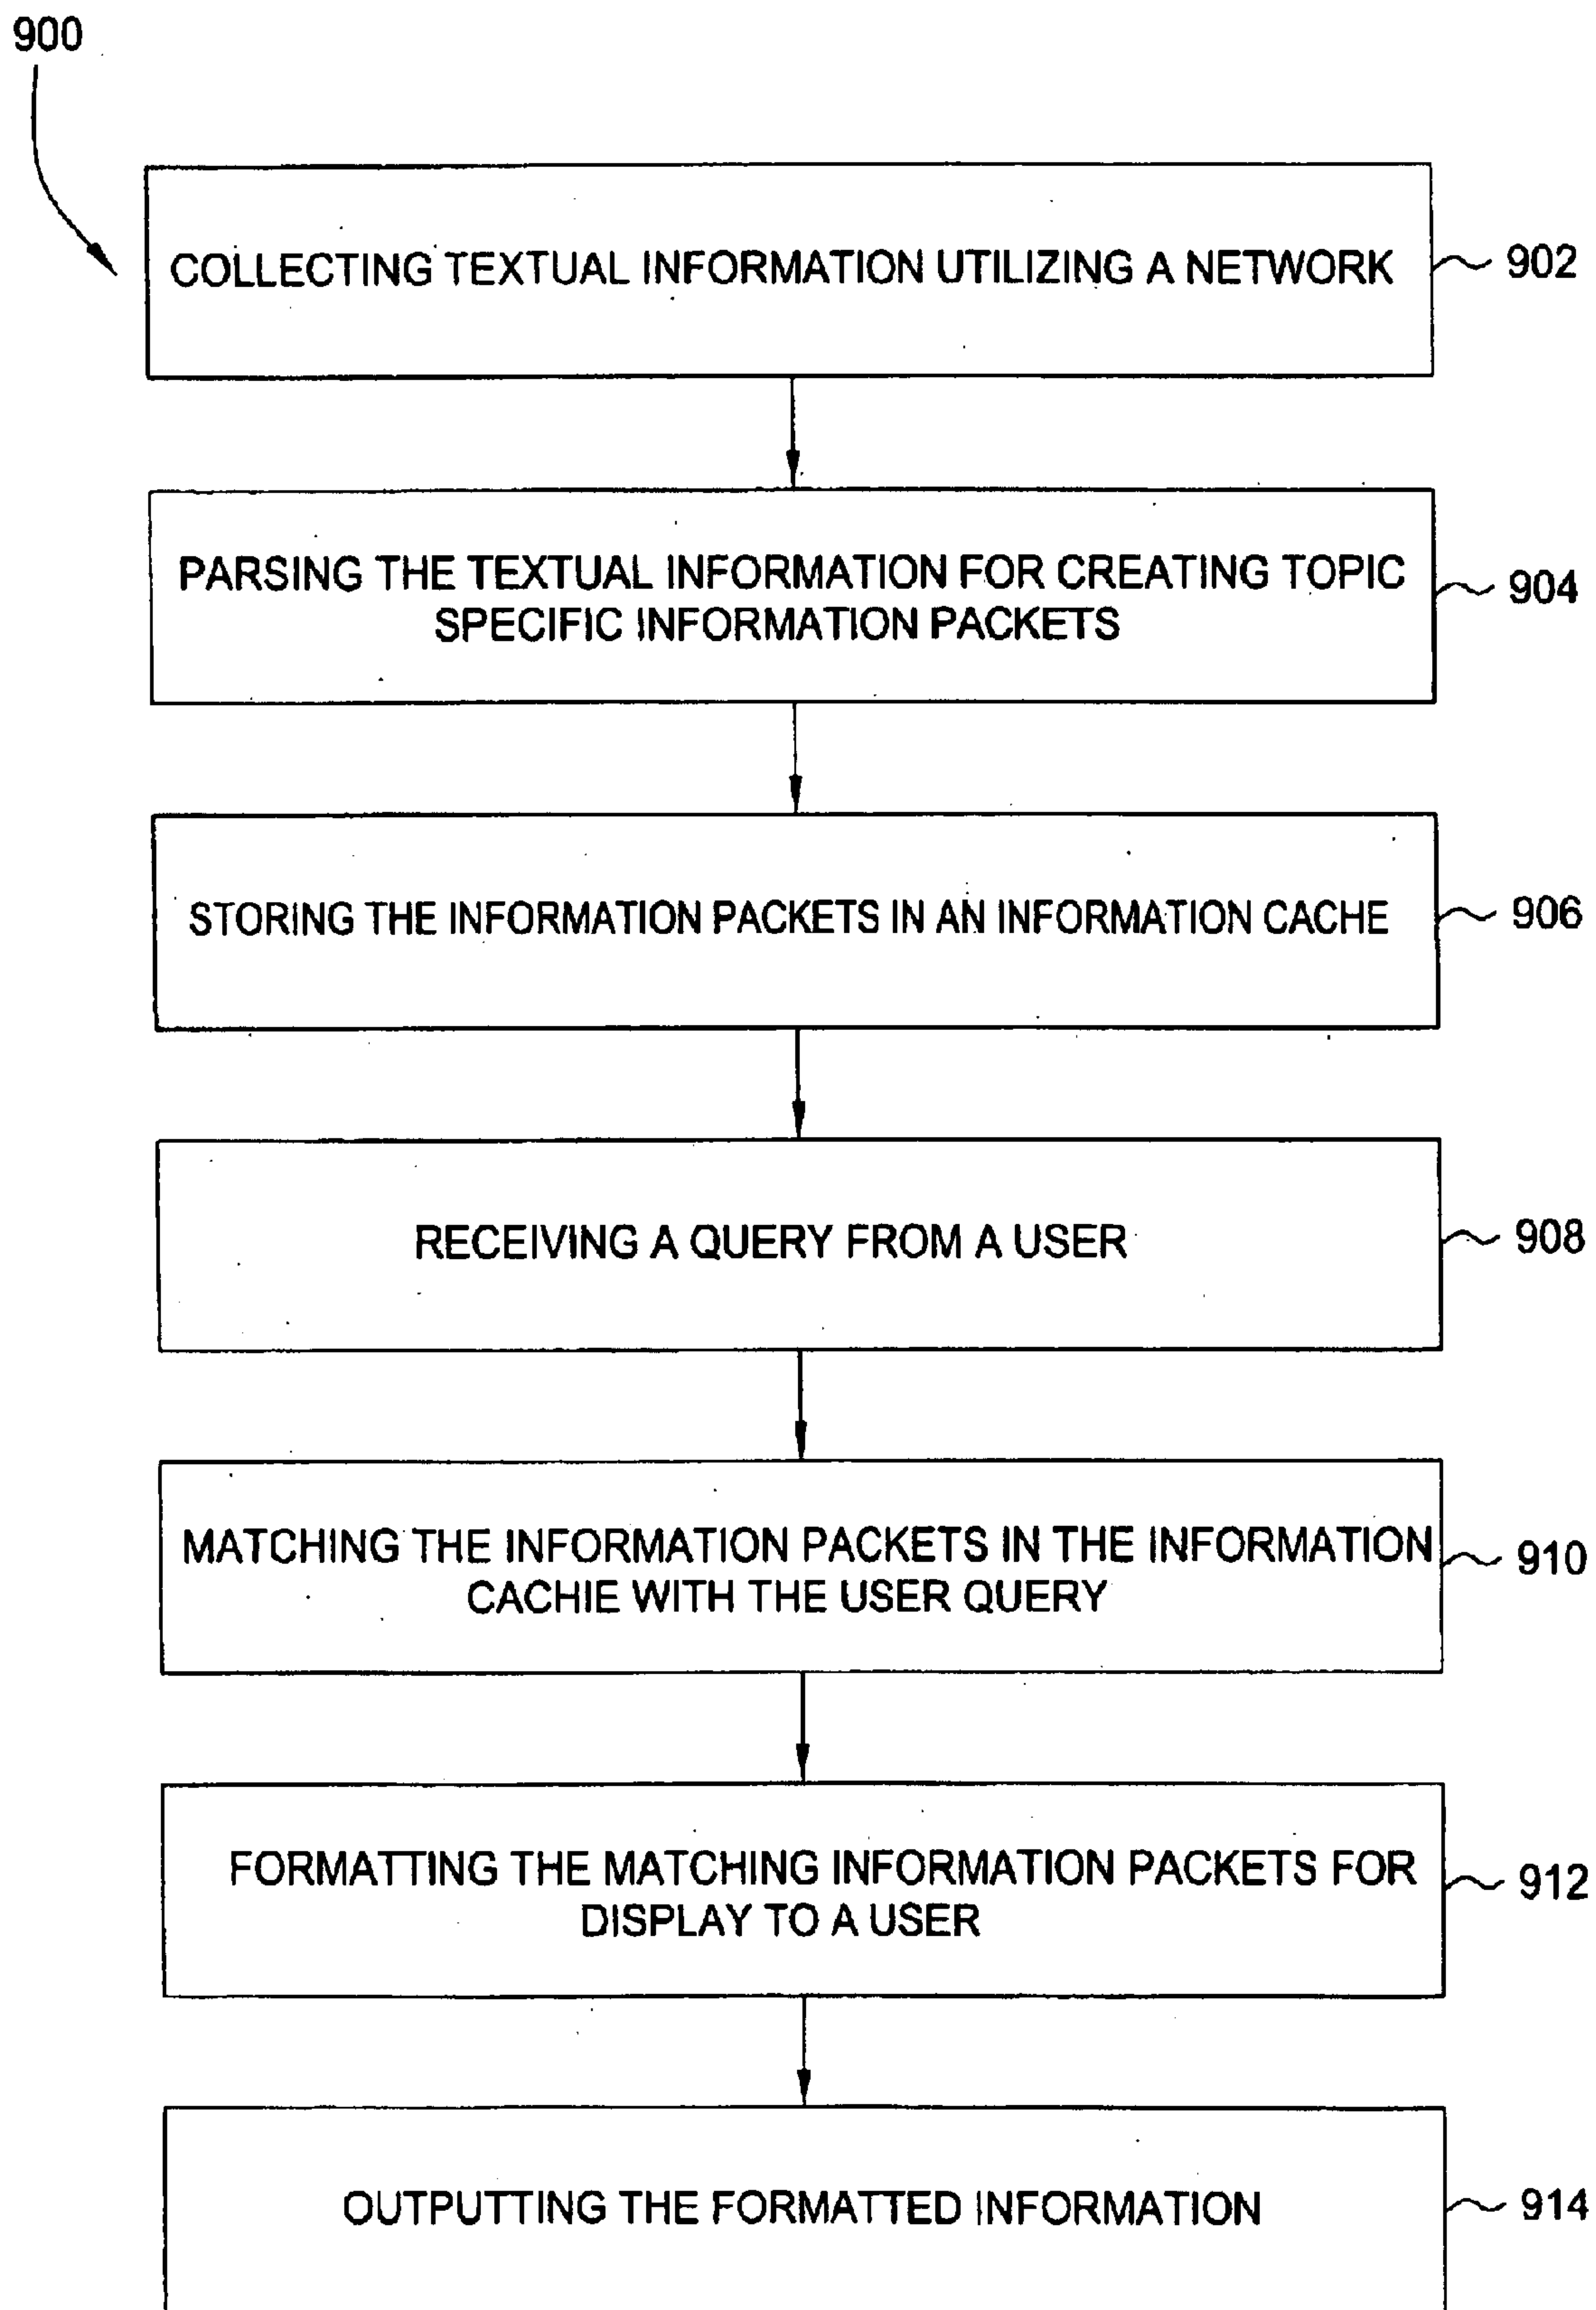 900
COLLECTING TEXTUAL INFORMATION UTILIZING A NETWORK
902
PARSING THE TEXTUAL INFORMATION FOR CREATING TOPIC
SPECIFIC INFORMATION PACKETS
904
STORING THE INFORMATION PACKETS IN AN INFORMATION CACHE
906
RECEIVING A QUERY FROM A USER
908
MATCHING THE INFORMATION PACKETS IN THE INFORMATION
CACHIE WITH THE USER QUERY
910
FORMATTING THE MATCHING INFORMATION PACKETS FOR
DISPLAY TO A USER
912
OUTPUTTING THE FORMATTED INFORMATION
914